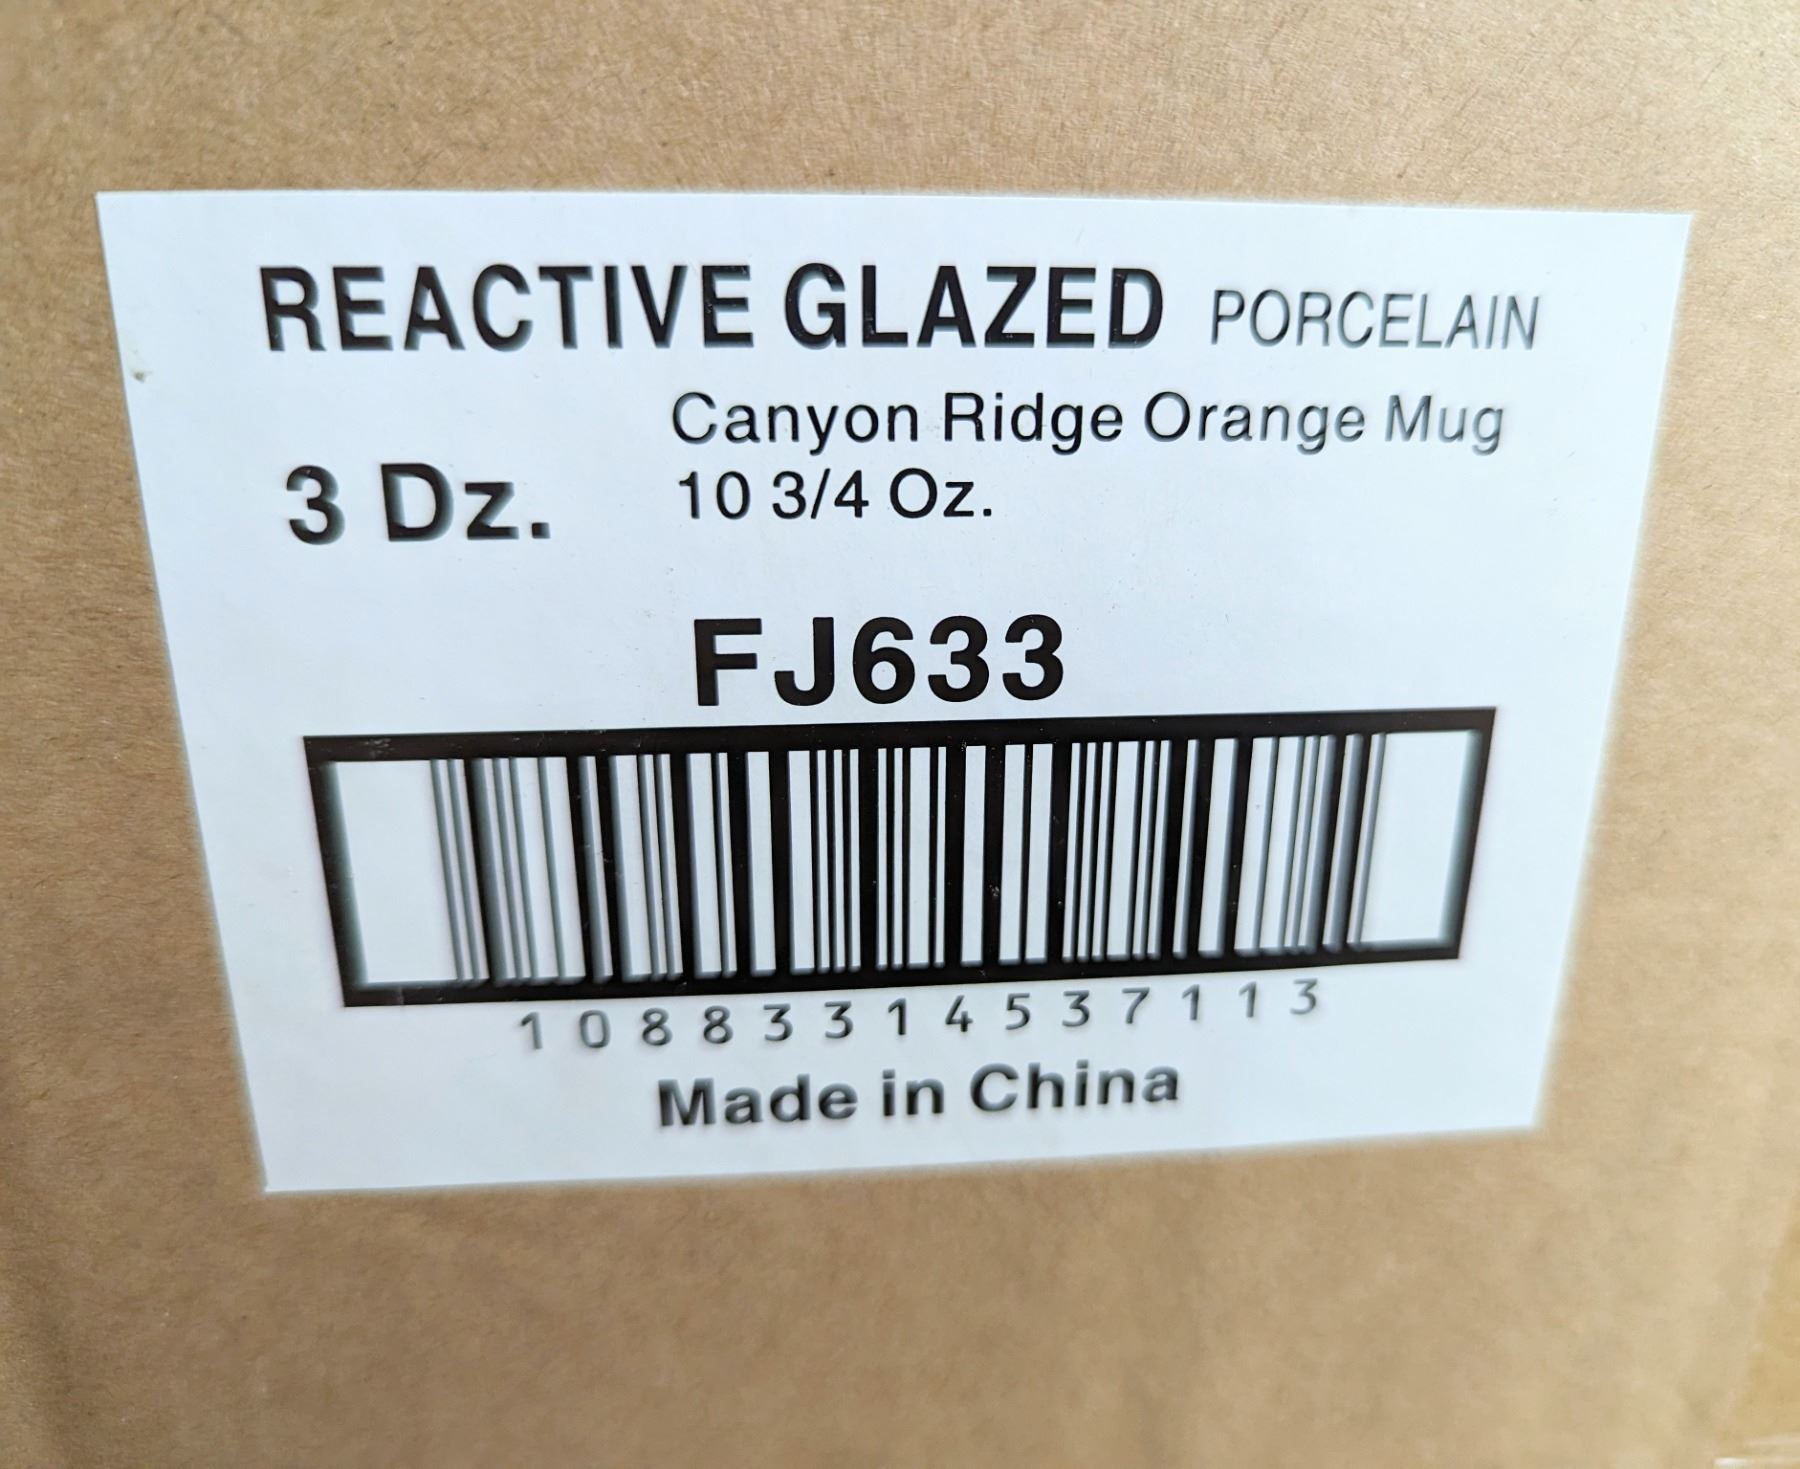 REACTIVE GLAZED PORCELAIN
Canyon Ridge Orange Mug
3 Dz.
10 3/4 Oz.
FJ633
10883314537113
Made in China